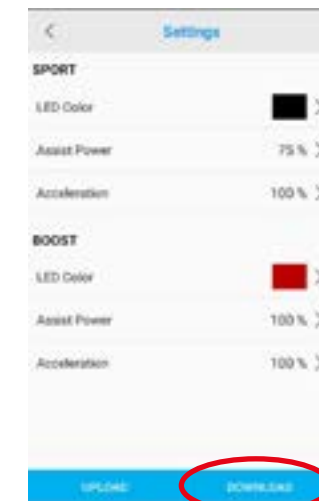 Settings
SPORT
LED Color
Assist Power 75 %
Acceleration 100 %
BOOST
LED Color
Assist Power 100 %
Acceleration 100 %
UPLOAD DOWNLOAD